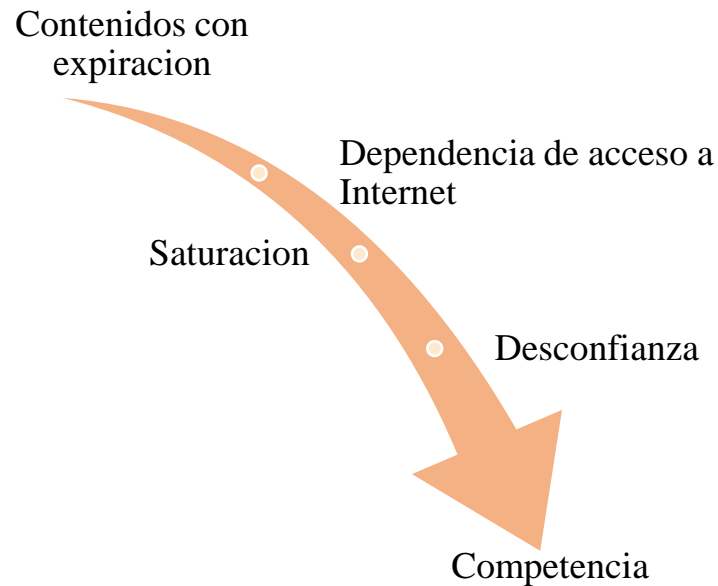 Contenidos con
expiracion
Dependencia de acceso a
Internet
Saturacion
Desconfianza
Competencia